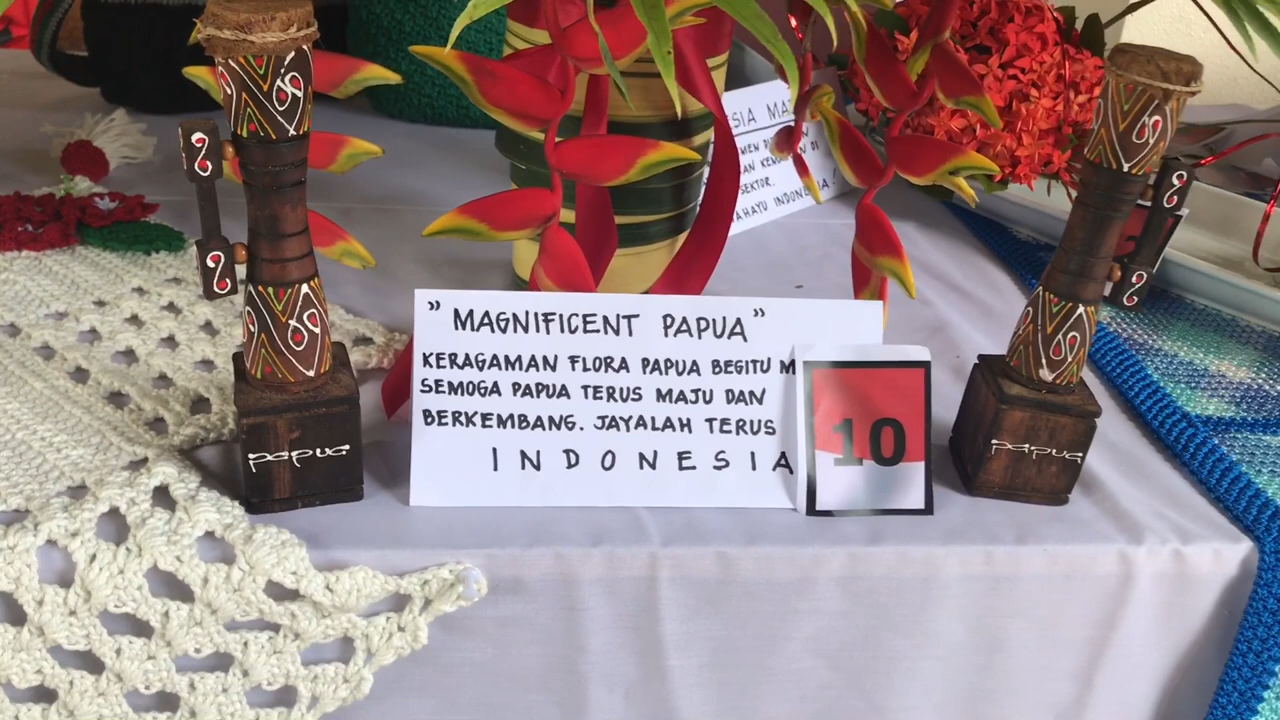 " MAGNIFICENT PAPUA "
KERAGAMAN FLORA PAPUA BEGITU
SEMOGA PAPUA TERUS MAJU DAN
BERKEMBANG. JAYALAH TERUS
INDONESIA
10
papua
papua
SEKTOR.
INDONESIA!